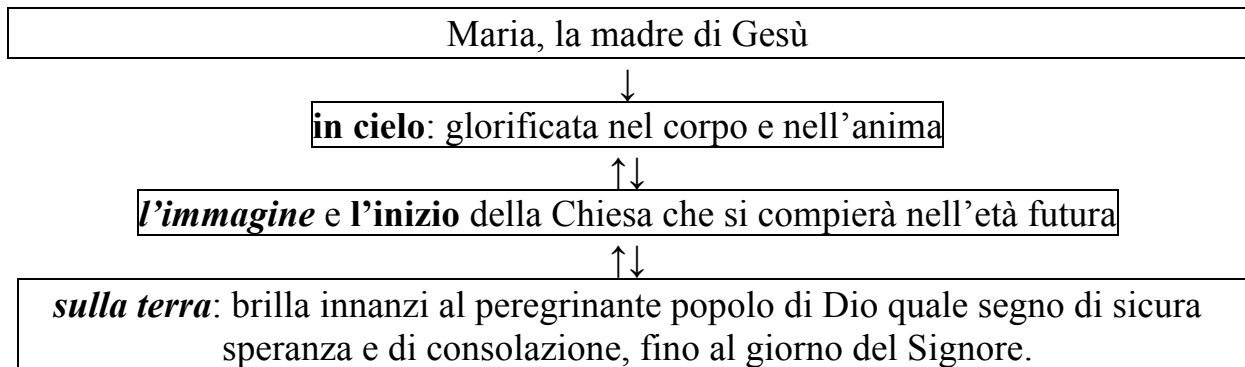 Maria, la madre di Gesù
↓
in cielo: glorificata nel corpo e nell’anima
↑↓
l’immagine e l’inizio della Chiesa che si compierà nell’età futura
↑↓
sulla terra: brilla innanzi al peregrinante popolo di Dio quale segno di sicura
speranza e di consolazione, fino al giorno del Signore.